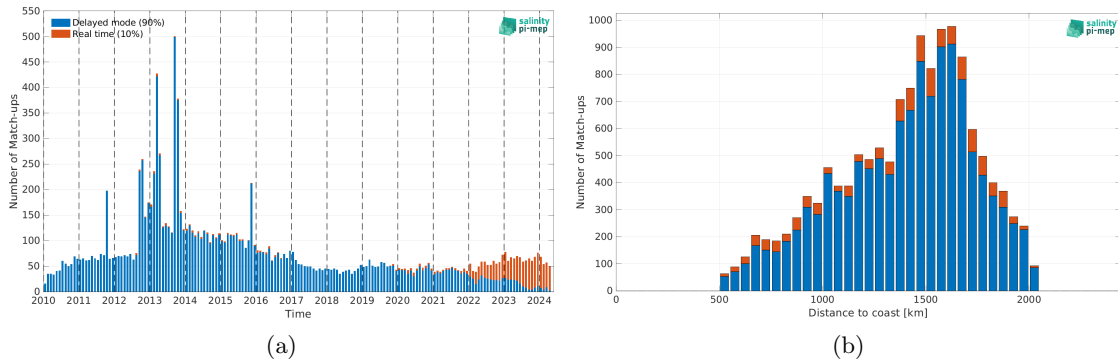 Delayed mode (90%)
Real time (10%)
salinity
pi-mep
Number of Match-ups
550
500
450
400
350
300
250
200
150
100
50
0
2010 2011 2012 2013 2014 2015 2016 2017 2018 2019 2020 2021 2022 2023 2024
Time
(a)
salinity
pi-mep
Number of Match-ups
1000
900
800
700
600
500
400
300
200
100
0
0 500 1000 1500 2000
Distance to coast [km]
(b)